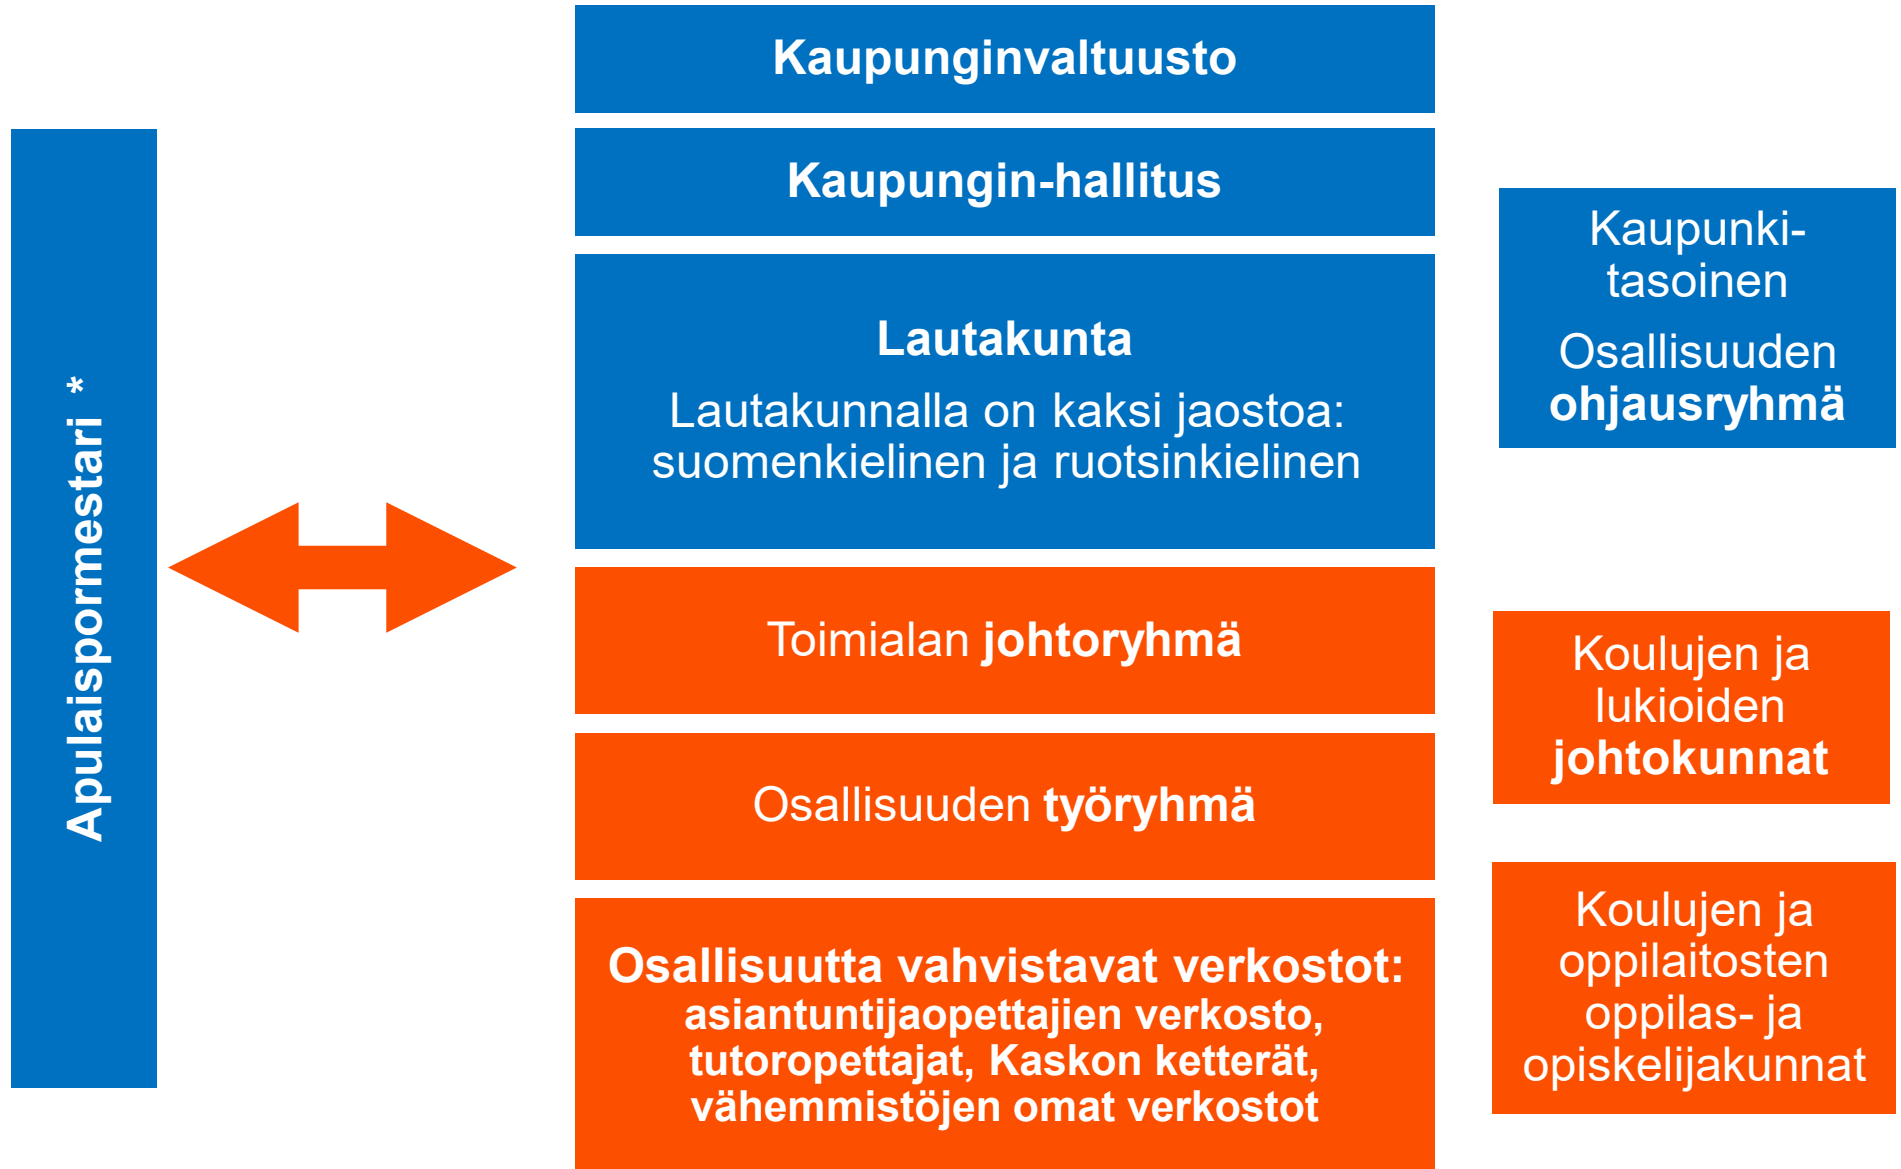 Kaupunginvaltuusto
Kaupungin-hallitus
Lautakunta
Lautakunnalla on kaksi jaostoa:
suomenkielinen ja ruotsinkielinen
Toimialan johtoryhmä
Osallisuuden työryhmä
Osallisuutta vahvistavat verkostot:
asiantuntijaopettajien verkosto,
tutoropettajat, Kaskon ketterät,
vähemmistöjen omat verkostot
Apulaispormestari *
Kaupunki-
tasoinen
Osallisuuden
ohjausryhmä
Koulujen ja
lukioiden
johtokunnat
Koulujen ja
oppilaitosten
oppilas- ja
opiskelijakunnat